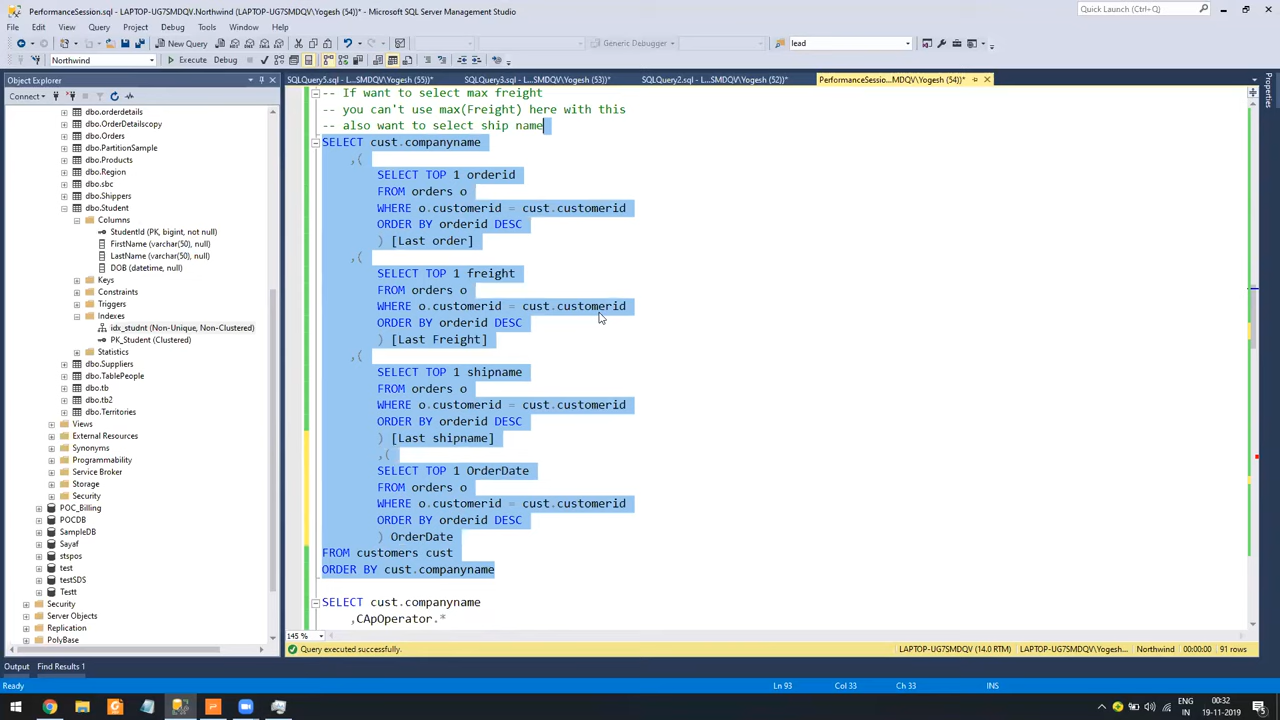 PerformanceSession.sql - LAPTOP-UG7SMDQV.Northwind (LAPTOP-UG7SMDQV\Yogesh (54))* - Microsoft SQL Server Management Studio
Quick Launch (Ctrl+Q)
File Edit View Query Project Debug Tools Window Help
New Query
Generic Debugger
lead
Northwind
Execute Debug
Object Explorer
SQLQuery5.sql - L...SMDQV\Yogesh (55))*
SQLQuery3.sql - L...SMDQV\Yogesh (53))*
SQLQuery2.sql - L...SMDQV\Yogesh (52))*
PerformanceSessio...MDQV\Yogesh (54))*
Properties
Connect
dbo.orderdetails
dbo.OrderDetailscopy
dbo.Orders
dbo.PartitionSample
dbo.Products
dbo.Region
dbo.sbc
dbo.Shippers
dbo.Student
Columns
StudentId (PK, bigint, not null)
FirstName (varchar(50), null)
LastName (varchar(50), null)
DOB (datetime, null)
Keys
Constraints
Triggers
Indexes
idx_studnt (Non-Unique, Non-Clustered)
PK_Student (Clustered)
Statistics
dbo.Suppliers
dbo.TablePeople
dbo.tb
dbo.tb2
dbo.Territories
Views
External Resources
Synonyms
Programmability
Service Broker
Storage
Security
POC_Billing
POCDB
SampleDB
Sayaf
stspos
test
testSDS
Testt
Security
Server Objects
Replication
PolyBase
-- If want to select max freight
-- you can't use max(Freight) here with this
-- also want to select ship name
SELECT cust.companyname
,(
SELECT TOP 1 orderid
FROM orders o
WHERE o.customerid = cust.customerid
ORDER BY orderid DESC
) [Last order]
,(
SELECT TOP 1 freight
FROM orders o
WHERE o.customerid = cust.customerid
ORDER BY orderid DESC
) [Last Freight]
,(
SELECT TOP 1 shipname
FROM orders o
WHERE o.customerid = cust.customerid
ORDER BY orderid DESC
) [Last shipname]
,(
SELECT TOP 1 OrderDate
FROM orders o
WHERE o.customerid = cust.customerid
ORDER BY orderid DESC
) OrderDate
FROM customers cust
ORDER BY cust.companyname
SELECT cust.companyname
,CApOperator.*
145 %
Query executed successfully.
LAPTOP-UG7SMDQV (14.0 RTM) LAPTOP-UG7SMDQV\Yogesh... Northwind 00:00:00 91 rows
Output Find Results 1
Ready Ln 93 Col 33 Ch 33 INS
ENG
IN
00:32
19-11-2019
5